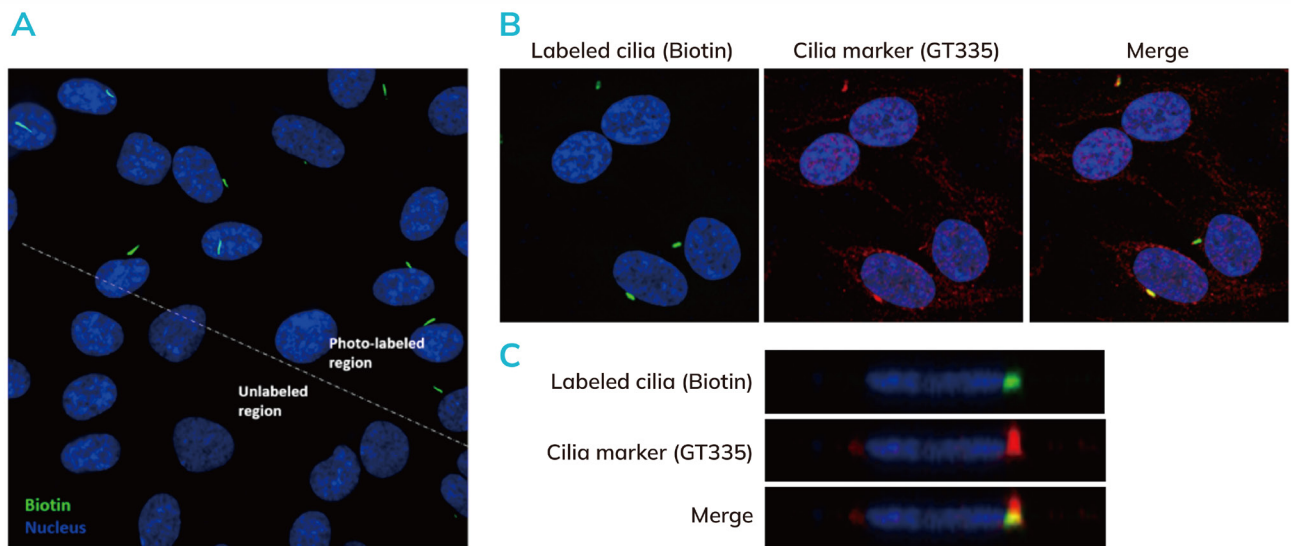 A
B
Labeled cilia (Biotin)
Cilia marker (GT335)
Merge
Photo-labeled
region
Unlabeled
region
Biotin
Nucleus
C
Labeled cilia (Biotin)
Cilia marker (GT335)
Merge